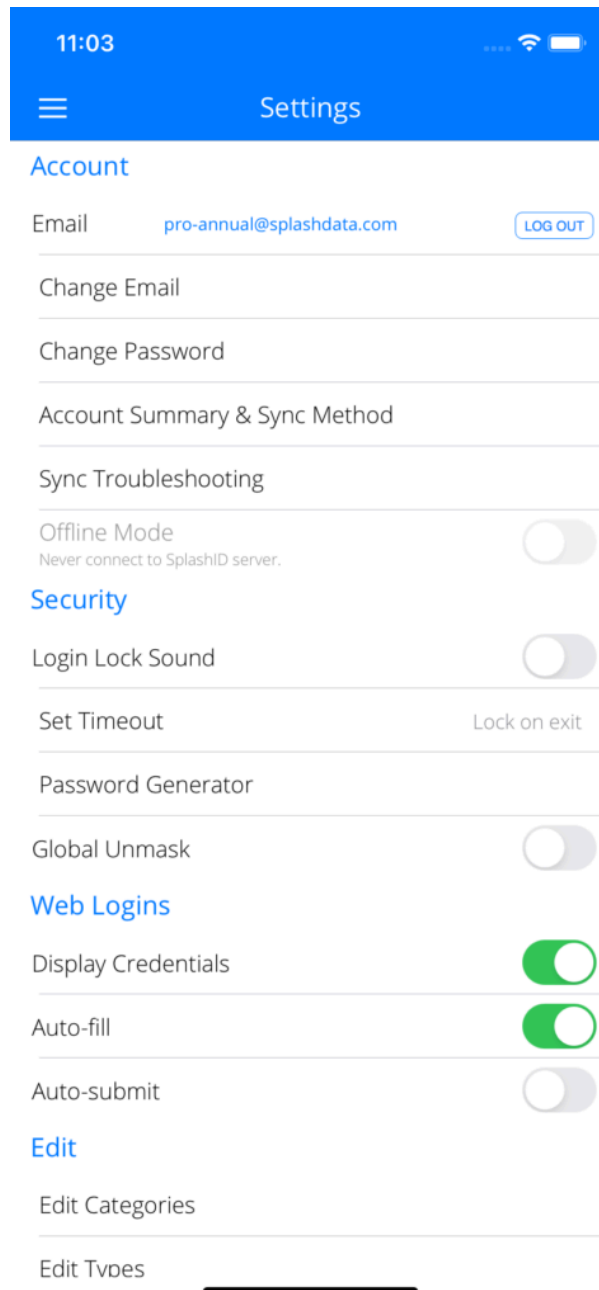 11:03
Settings
Account
Email pro-annual@splashdata.com LOG OUT
Change Email
Change Password
Account Summary & Sync Method
Sync Troubleshooting
Offline Mode
Never connect to SplashID server.
Security
Login Lock Sound
Set Timeout Lock on exit
Password Generator
Global Unmask
Web Logins
Display Credentials
Auto-fill
Auto-submit
Edit
Edit Categories
Edit Types